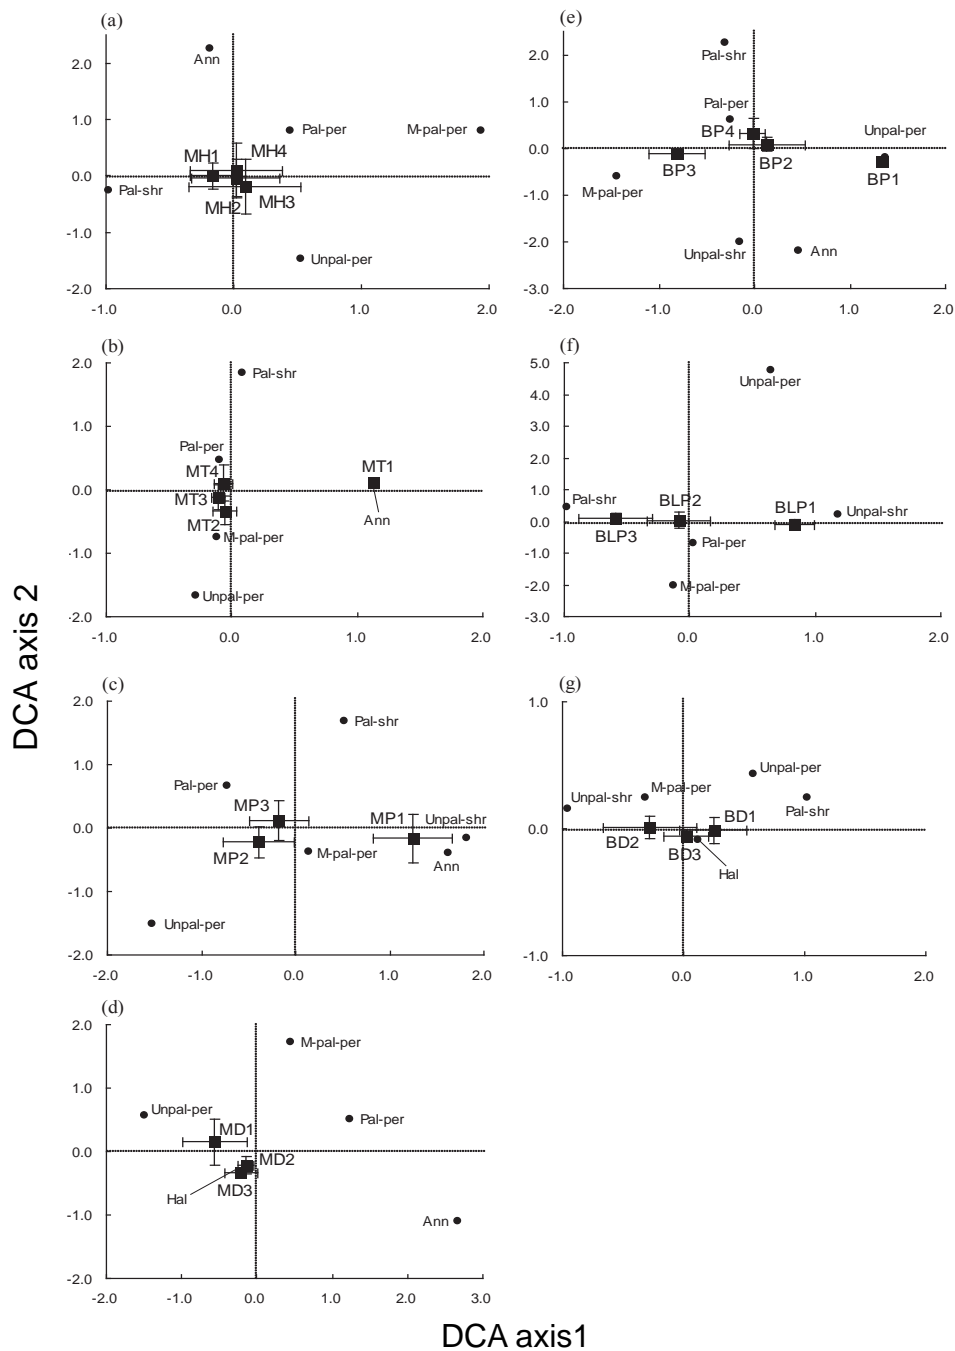 DCA axis 2
(a)
2.0
1.0
0.0
-1.0
-2.0
-1.0
0.0
1.0
2.0
Ann
Pal-per
M-pal-per
MH1
MH4
Pal-shr
MH2
MH3
Unpal-per
(e)
2.0
1.0
0.0
-1.0
-2.0
-3.0
-2.0
-1.0
0.0
1.0
2.0
Pal-shr
Pal-per
BP4
Unpal-per
BP3
BP2
BP1
M-pal-per
Unpal-shr
Ann
(b)
2.0
1.0
0.0
-1.0
-2.0
-1.0
0.0
1.0
2.0
Pal-shr
Pal-per
MT4
MT1
MT3
MT2
Ann
M-pal-per
Unpal-per
(f)
5.0
4.0
3.0
2.0
1.0
0.0
-1.0
-2.0
-3.0
-1.0
0.0
1.0
2.0
Unpal-per
Pal-shr
BLP2
BLP1
Unpal-shr
BLP3
Pal-per
M-pal-per
(c)
2.0
1.0
0.0
-1.0
-2.0
-2.0
-1.0
0.0
1.0
2.0
Pal-shr
Pal-per
MP3
MP1
Unpal-shr
MP2
M-pal-per
Ann
Unpal-per
(g)
1.0
0.0
-1.0
-1.0
0.0
1.0
2.0
Unpal-per
M-pal-per
Unpal-shr
Pal-shr
BD1
BD2
BD3
Hal
(d)
2.0
1.0
0.0
-1.0
-2.0
-2.0
-1.0
0.0
1.0
2.0
3.0
M-pal-per
Unpal-per
Pal-per
MD1
MD2
MD3
Hal
Ann
DCA axis1